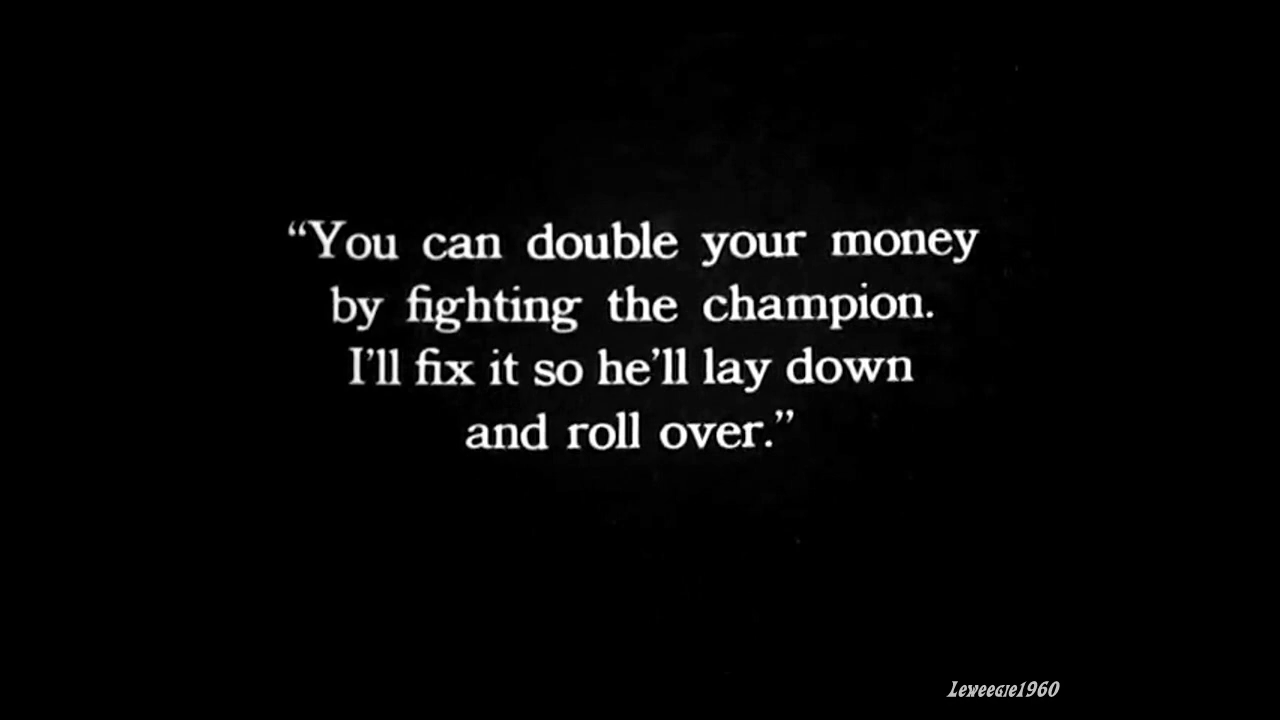 “You can double your money
by fighting the champion.
I’ll fix it so he’ll lay down
and roll over.”
Leweegie1960